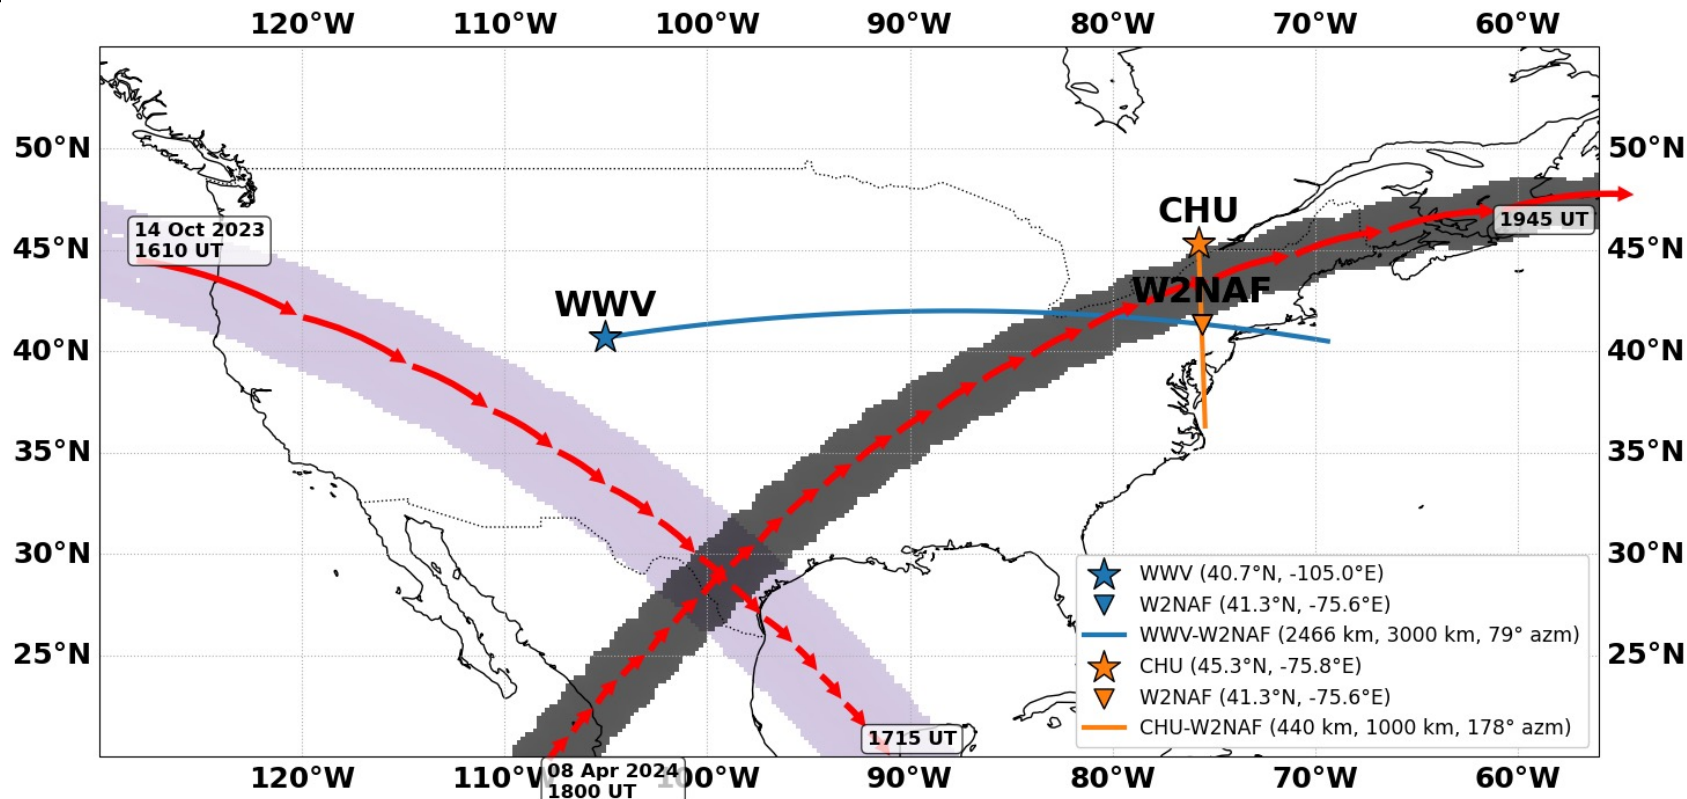 120°W 110°W 100°W 90°W 80°W 70°W 60°W
50°N 50°N
CHU
14 Oct 2023
1610 UT
1945 UT
45°N 45°N
W2NAF
WWV
40°N 40°N
35°N 35°N
30°N 30°N
WWV (40.7°N, -105.0°E)
W2NAF (41.3°N, -75.6°E)
WWV-W2NAF (2466 km, 3000 km, 79° azm)
25°N 25°N
CHU (45.3°N, -75.8°E)
W2NAF (41.3°N, -75.6°E)
CHU-W2NAF (440 km, 1000 km, 178° azm)
1715 UT
08 Apr 2024
1800 UT
120°W 110°W 100°W 90°W 80°W 70°W 60°W